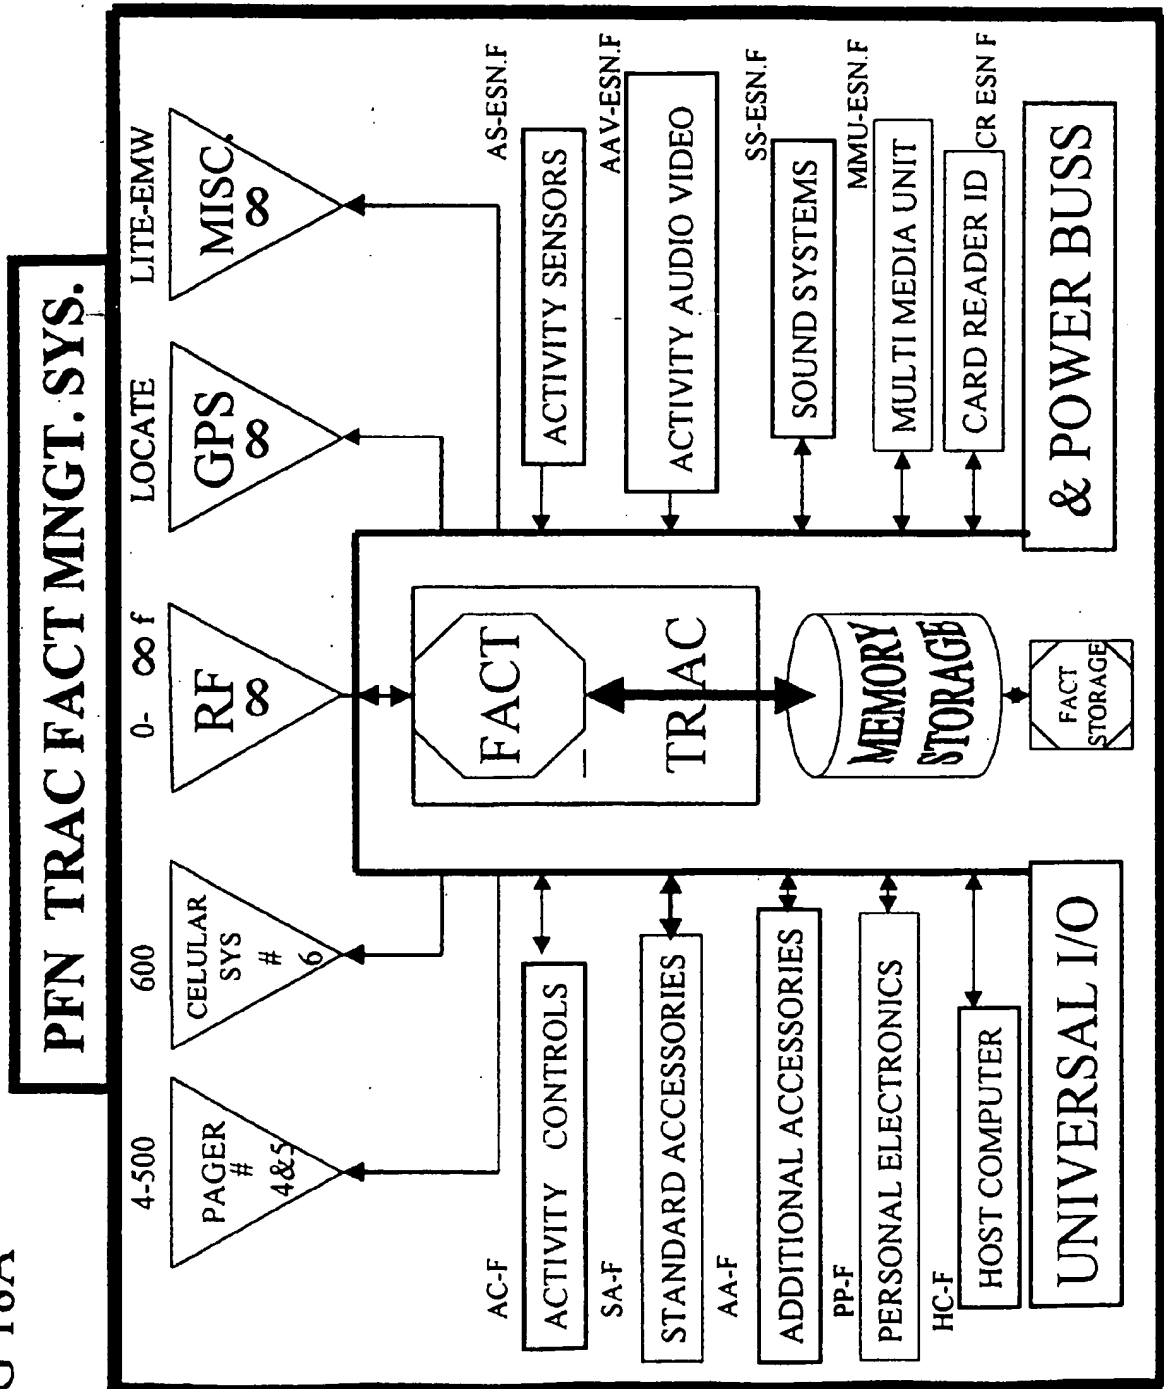 PFN TRAC FACT MNGT. SYS.
4-500
600
0- ∞ f
LOCATE
LITE-EMW
PAGER
#
4&5
CELULAR
SYS
#
6
RF
∞
GPS
∞
MISC.
∞
AC-F
ACTIVITY CONTROLS
SA-F
STANDARD ACCESSORIES
AA-F
ADDITIONAL ACCESSORIES
PP-F
PERSONAL ELECTRONICS
HC-F
HOST COMPUTER
UNIVERSAL I/O
FACT
TRAC
MEMORY
STORAGE
FACT
STORAGE
AS-ESN.F
ACTIVITY SENSORS
AAV-ESN.F
ACTIVITY AUDIO VIDEO
SS-ESN.F
SOUND SYSTEMS
MMU-ESN.F
MULTI MEDIA UNIT
CARD READER ID
CR ESN F
& POWER BUSS